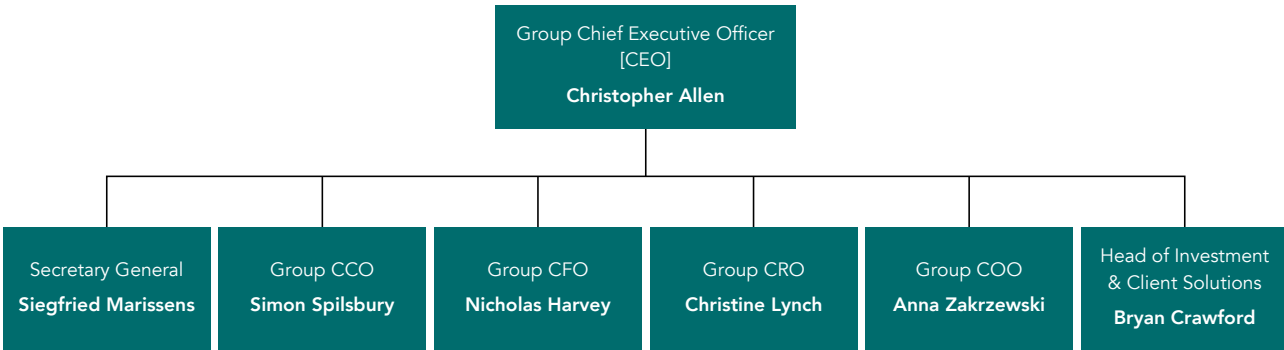 Group Chief Executive Officer
[CEO]
Christopher Allen
Secretary General
Siegfried Marissens
Group CCO
Simon Spilsbury
Group CFO
Nicholas Harvey
Group CRO
Christine Lynch
Group COO
Anna Zakrzewski
Head of Investment
& Client Solutions
Bryan Crawford